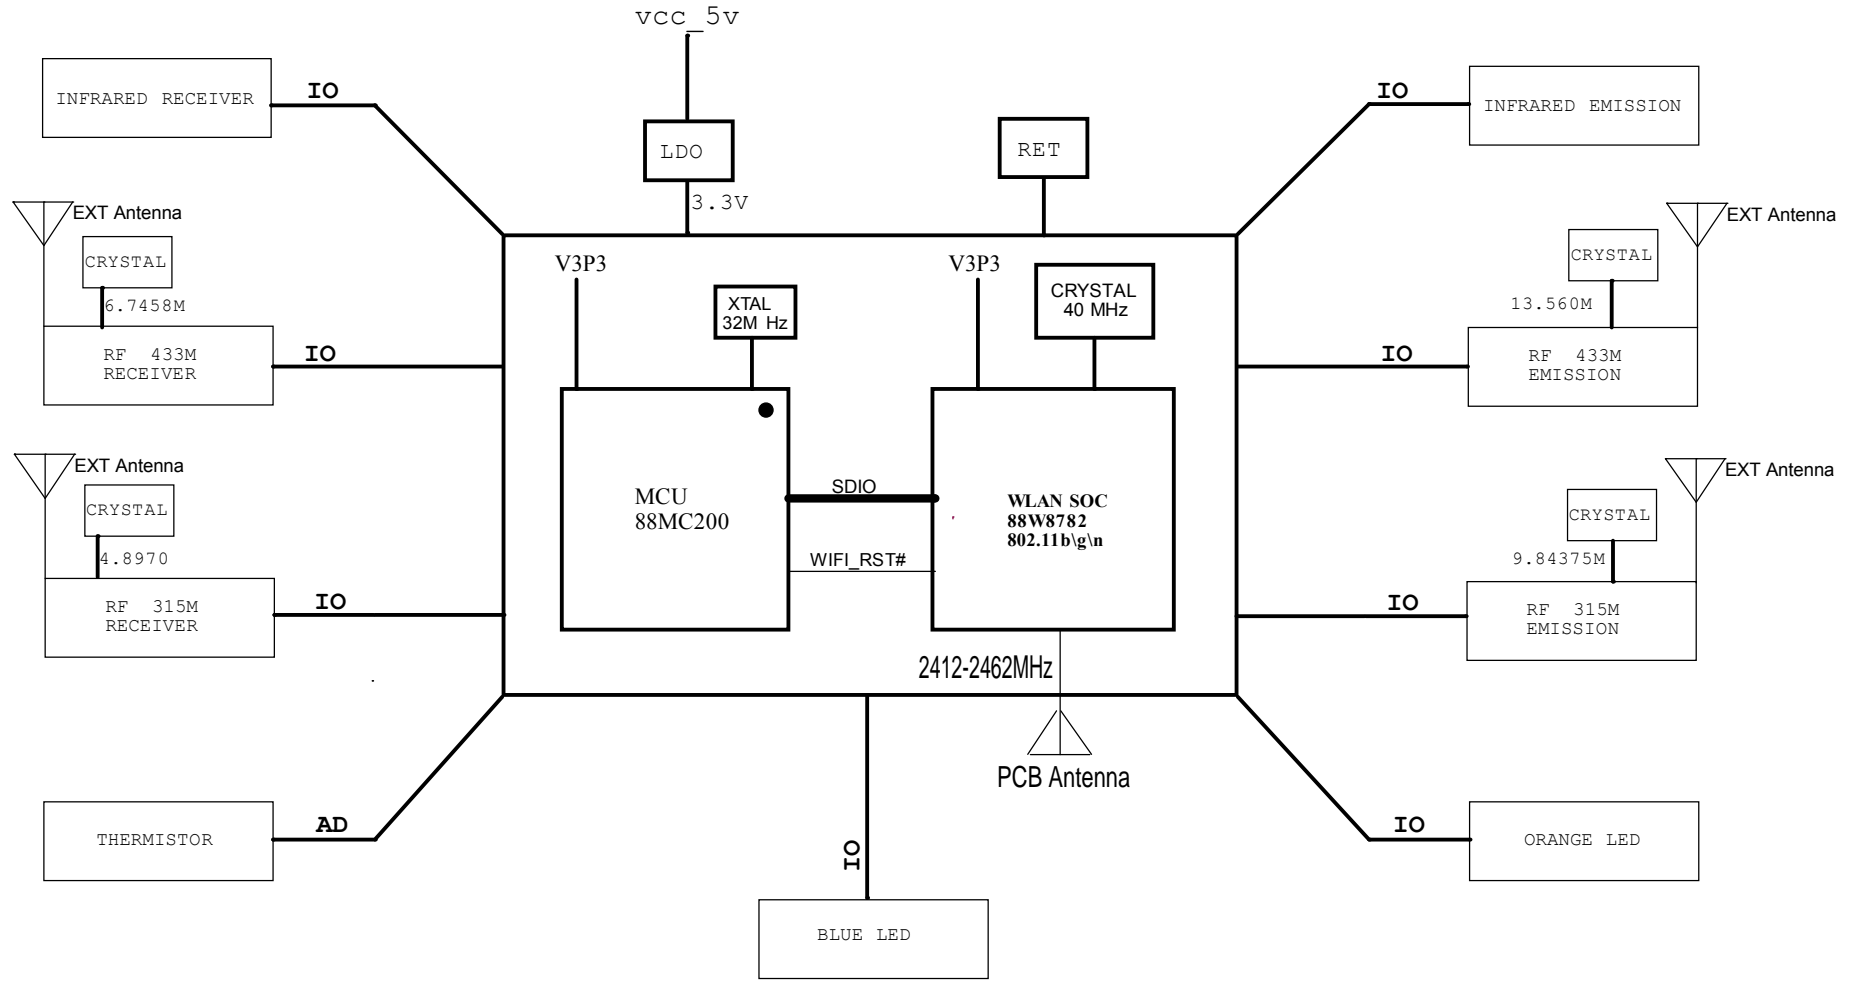 vcc_5v
INFRARED RECEIVER
IO
LDO
3.3V
RET
IO
INFRARED EMISSION
EXT Antenna
CRYSTAL
6.7458M
RF 433M
RECEIVER
IO
V3P3
XTAL
32M Hz
V3P3
CRYSTAL
40 MHz
EXT Antenna
CRYSTAL
13.560M
IO
RF 433M
EMISSION
EXT Antenna
CRYSTAL
4.8970
RF 315M
RECEIVER
IO
MCU
88MC200
SDIO
WIFI_RST#
WLAN SOC
88W8782
802.11b\g\n
EXT Antenna
CRYSTAL
9.84375M
IO
RF 315M
EMISSION
2412-2462MHz
PCB Antenna
THERMISTOR
AD
IO
BLUE LED
IO
ORANGE LED